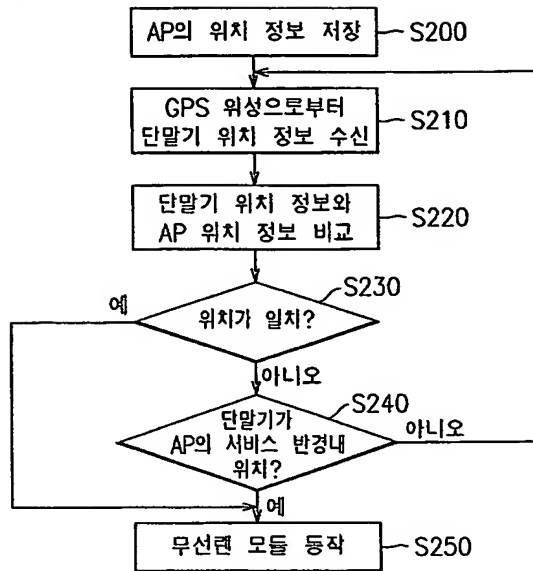 AP의 위치 정보 저장
S200
GPS 위성으로부터
단말기 위치 정보 수신
S210
단말기 위치 정보와
AP 위치 정보 비교
S220
S230
예
위치가 일치?
아니오
S240
단말기가
AP의 서비스 반경내
위치?
아니오
예
무선랜 모듈 동작
S250